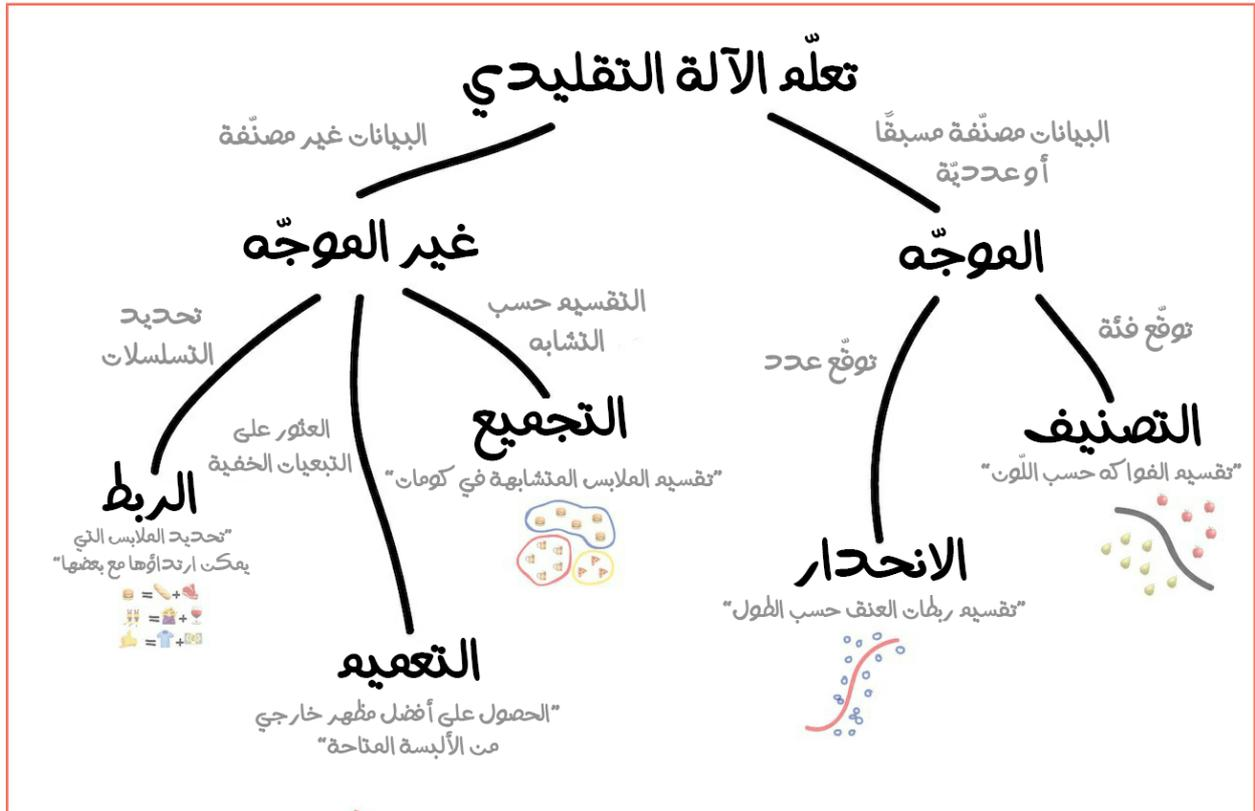 تعلّم الآلة التقليدي
البيانات مصنّفة مسبقًا
أو عدديّة
البيانات غير مصنّفة
الموجّه
غير الموجّه
توقّع فئة
توقّع عدد
التقسيم حسب
التشابه
تحديد
التسلسلات
العثور على
التبعيات الخفية
التصنيف
"تقسيم الفواكه حسب اللّون"
التجميع
"تقسيم الملابس المتشابهة في كومات"
الربط
"تحديد الملابس التي
يمكن ارتداؤها مع بعضها"
= +
= +
= +
الانحدار
"تقسيم ربطات العنق حسب الطول"
التعميم
"الحصول على أفضل مظهر خارجي
من الألبسة المتاحة"